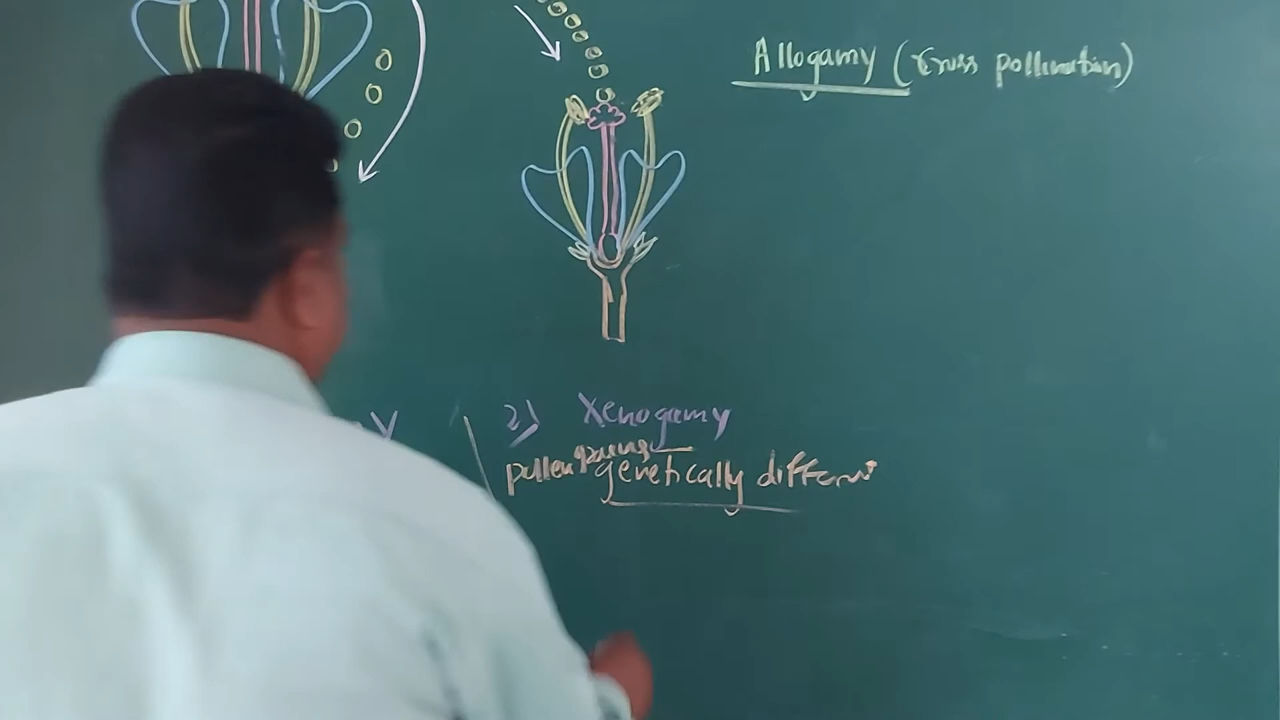 Allogamy (Cross pollination)
2) Xenogamy
pollen grains
genetically different